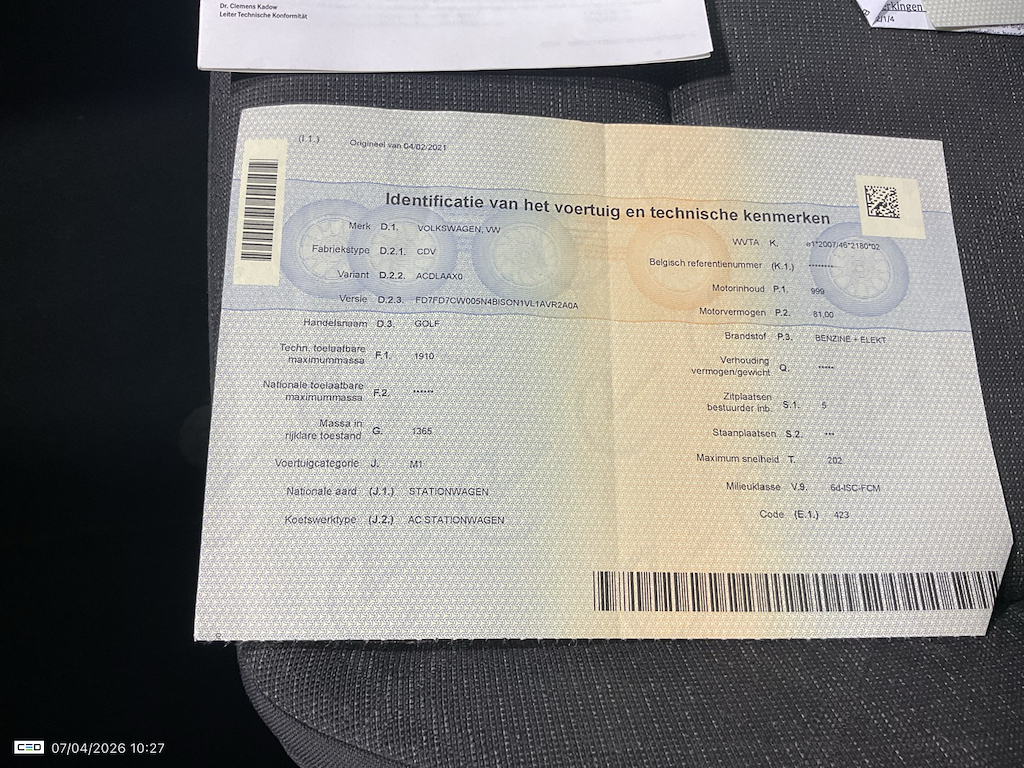 Dr. Clemens Kadow
Leiter Technische Konformität
1/4
(I.1.) Origineel van 04/02/2021
Identificatie van het voertuig en technische kenmerken
Merk D.1. VOLKSWAGEN, VW
Fabriekstype D.2.1. CDV
Variant D.2.2. ACDLAAX0
Versie D.2.3. FD7FD7CW005N4BISON1VL1AVR2A0A
Handelsnaam D.3. GOLF
Techn. toelaatbare
maximummassa F.1. 1910
Nationale toelaatbare
maximummassa F.2. ******
Massa in
rijklare toestand G. 1365
Voertuigcategorie J. M1
Nationale aard (J.1.) STATIONWAGEN
Koetswerktype (J.2.) AC STATIONWAGEN
WVTA K. e1*2007/46*2180*02
Belgisch referentienummer (K.1.) ********
Motorinhoud P.1. 999
Motorvermogen P.2. 81,00
Brandstof P.3. BENZINE + ELEKT
Verhouding
vermogen/gewicht Q. *****
Zitplaatsen
bestuurder inb. S.1. 5
Staanplaatsen S.2. ***
Maximum snelheid T. 202
Milieuklasse V.9. 6d-ISC-FCM
Code (E.1.) 423
CEO 07/04/2026 10:27